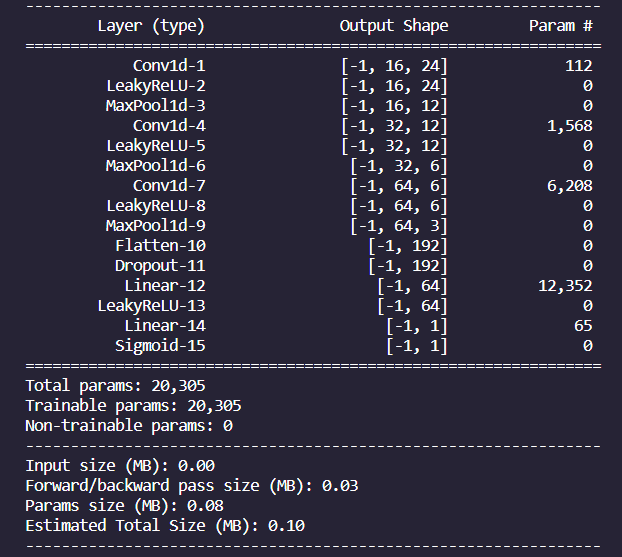 ----------------------------------------------------------------
Layer (type) Output Shape Param #
================================================================
Conv1d-1 [-1, 16, 24] 112
LeakyReLU-2 [-1, 16, 24] 0
MaxPool1d-3 [-1, 16, 12] 0
Conv1d-4 [-1, 32, 12] 1,568
LeakyReLU-5 [-1, 32, 12] 0
MaxPool1d-6 [-1, 32, 6] 0
Conv1d-7 [-1, 64, 6] 6,208
LeakyReLU-8 [-1, 64, 6] 0
MaxPool1d-9 [-1, 64, 3] 0
Flatten-10 [-1, 192] 0
Dropout-11 [-1, 192] 0
Linear-12 [-1, 64] 12,352
LeakyReLU-13 [-1, 64] 0
Linear-14 [-1, 1] 65
Sigmoid-15 [-1, 1] 0
================================================================
Total params: 20,305
Trainable params: 20,305
Non-trainable params: 0
----------------------------------------------------------------
Input size (MB): 0.00
Forward/backward pass size (MB): 0.03
Params size (MB): 0.08
Estimated Total Size (MB): 0.10
----------------------------------------------------------------